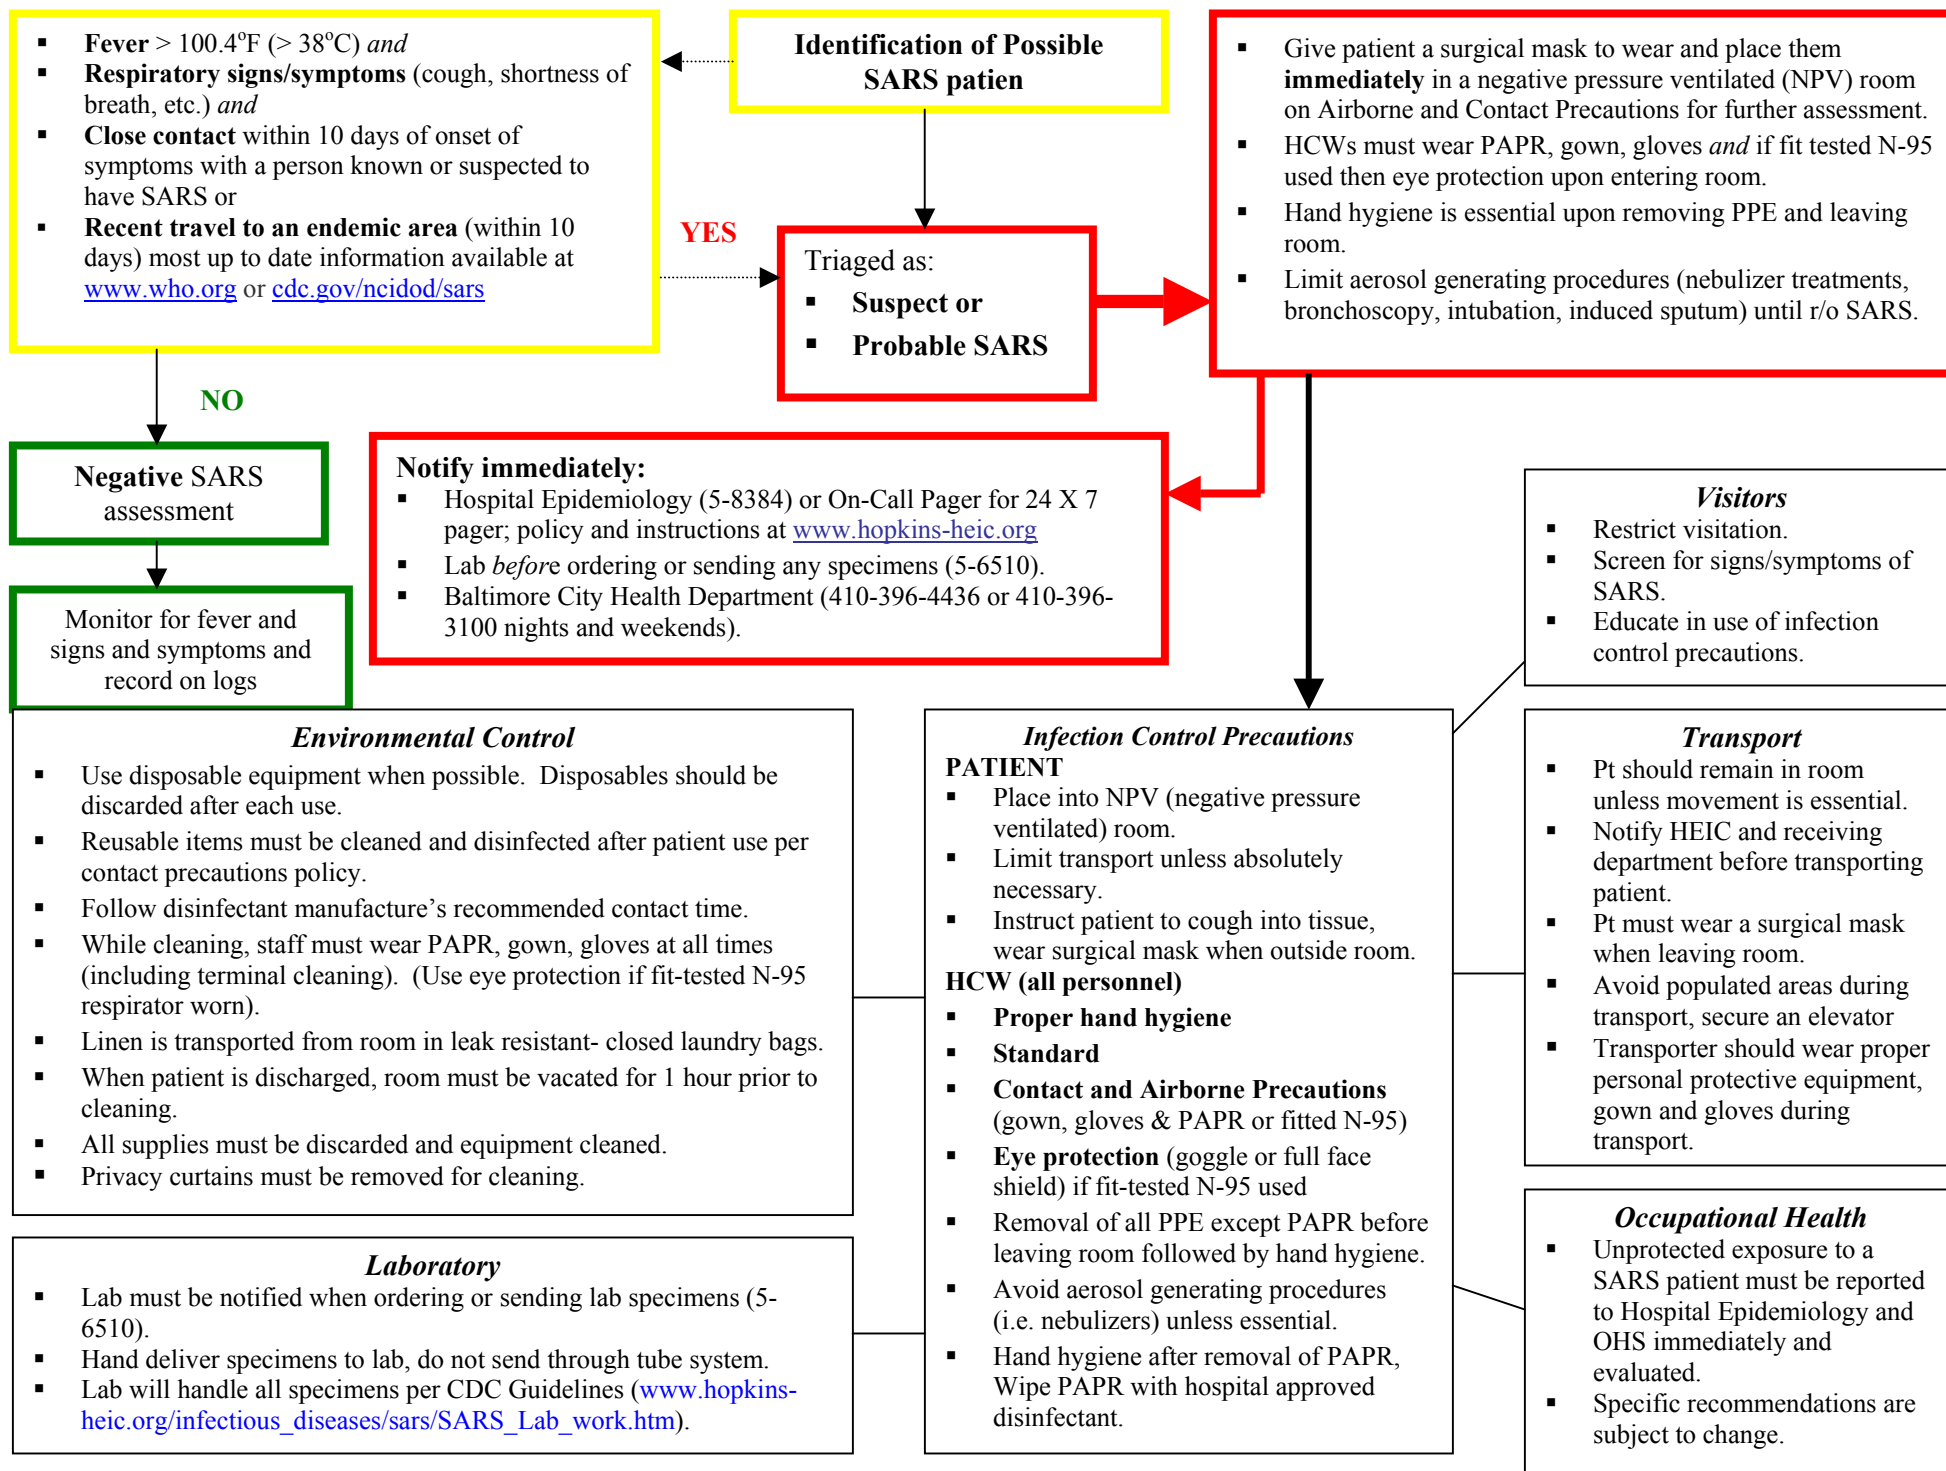 ▪ Fever > 100.4°F (> 38°C) and
▪ Respiratory signs/symptoms (cough, shortness of
breath, etc.) and
▪ Close contact within 10 days of onset of
symptoms with a person known or suspected to
have SARS or
▪ Recent travel to an endemic area (within 10
days) most up to date information available at
www.who.org or cdc.gov/ncidod/sars
Identification of Possible
SARS patien
▪ Give patient a surgical mask to wear and place them
immediately in a negative pressure ventilated (NPV) room
on Airborne and Contact Precautions for further assessment.
▪ HCWs must wear PAPR, gown, gloves and if fit tested N-95
used then eye protection upon entering room.
▪ Hand hygiene is essential upon removing PPE and leaving
room.
▪ Limit aerosol generating procedures (nebulizer treatments,
bronchoscopy, intubation, induced sputum) until r/o SARS.
YES
Triaged as:
▪ Suspect or
▪ Probable SARS
NO
Negative SARS
assessment
Monitor for fever and
signs and symptoms and
record on logs
Notify immediately:
▪ Hospital Epidemiology (5-8384) or On-Call Pager for 24 X 7
pager; policy and instructions at www.hopkins-heic.org
▪ Lab before ordering or sending any specimens (5-6510).
▪ Baltimore City Health Department (410-396-4436 or 410-396-
3100 nights and weekends).
Visitors
▪ Restrict visitation.
▪ Screen for signs/symptoms of
SARS.
▪ Educate in use of infection
control precautions.
Environmental Control
▪ Use disposable equipment when possible.  Disposables should be
discarded after each use.
▪ Reusable items must be cleaned and disinfected after patient use per
contact precautions policy.
▪ Follow disinfectant manufacture’s recommended contact time.
▪ While cleaning, staff must wear PAPR, gown, gloves at all times
(including terminal cleaning).  (Use eye protection if fit-tested N-95
respirator worn).
▪ Linen is transported from room in leak resistant- closed laundry bags.
▪ When patient is discharged, room must be vacated for 1 hour prior to
cleaning.
▪ All supplies must be discarded and equipment cleaned.
▪ Privacy curtains must be removed for cleaning.
Laboratory
▪ Lab must be notified when ordering or sending lab specimens (5-
6510).
▪ Hand deliver specimens to lab, do not send through tube system.
▪ Lab will handle all specimens per CDC Guidelines (www.hopkins-
heic.org/infectious_diseases/sars/SARS_Lab_work.htm).
Infection Control Precautions
PATIENT
▪ Place into NPV (negative pressure
ventilated) room.
▪ Limit transport unless absolutely
necessary.
▪ Instruct patient to cough into tissue,
wear surgical mask when outside room.
HCW (all personnel)
▪ Proper hand hygiene
▪ Standard
▪ Contact and Airborne Precautions
(gown, gloves & PAPR or fitted N-95)
▪ Eye protection (goggle or full face
shield) if fit-tested N-95 used
▪ Removal of all PPE except PAPR before
leaving room followed by hand hygiene.
▪ Avoid aerosol generating procedures
(i.e. nebulizers) unless essential.
▪ Hand hygiene after removal of PAPR,
Wipe PAPR with hospital approved
disinfectant.
Transport
▪ Pt should remain in room
unless movement is essential.
▪ Notify HEIC and receiving
department before transporting
patient.
▪ Pt must wear a surgical mask
when leaving room.
▪ Avoid populated areas during
transport, secure an elevator
▪ Transporter should wear proper
personal protective equipment,
gown and gloves during
transport.
Occupational Health
▪ Unprotected exposure to a
SARS patient must be reported
to Hospital Epidemiology and
OHS immediately and
evaluated.
▪ Specific recommendations are
subject to change.